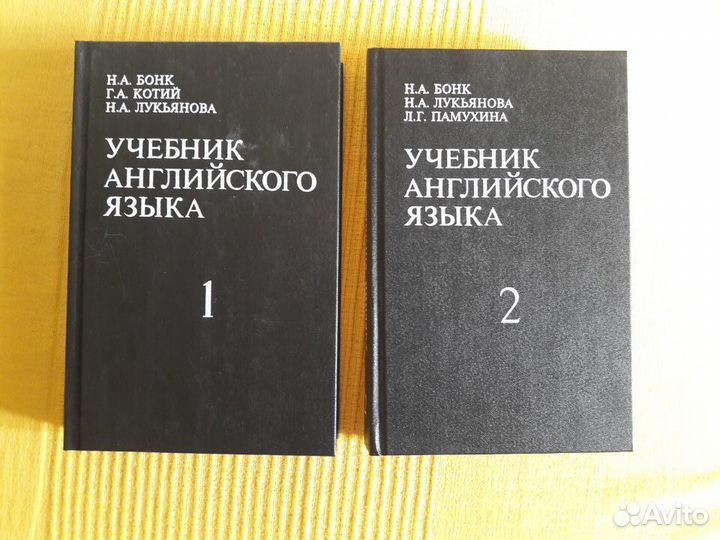 Н.А. БОНК
Г.А. КОТИЙ
Н.А. ЛУКЬЯНОВА
УЧЕБНИК
АНГЛИЙСКОГО
ЯЗЫКА
1
Н.А. БОНК
Н.А. ЛУКЬЯНОВА
Л.Г. ПАМУХИНА
УЧЕБНИК
АНГЛИЙСКОГО
ЯЗЫКА
2
Avito